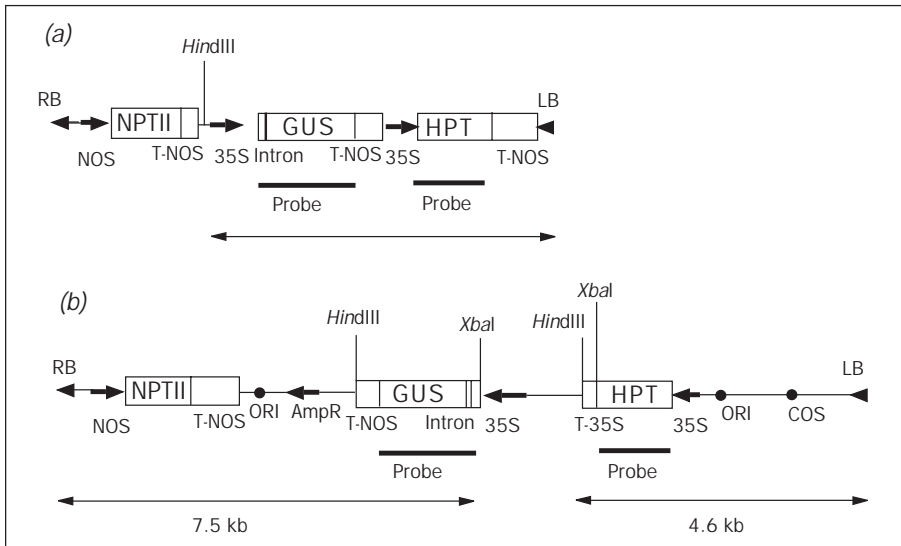 (a)
HindIII
RB
LB
NPTII
GUS
HPT
NOS
T-NOS
35S
Intron
T-NOS
35S
T-NOS
Probe
Probe
(b)
XbaI
HindIII
XbaI
HindIII
RB
LB
NPTII
GUS
HPT
NOS
T-NOS
ORI
AmpR
T-NOS
Intron
35S
T-35S
35S
ORI
COS
Probe
Probe
7.5 kb
4.6 kb